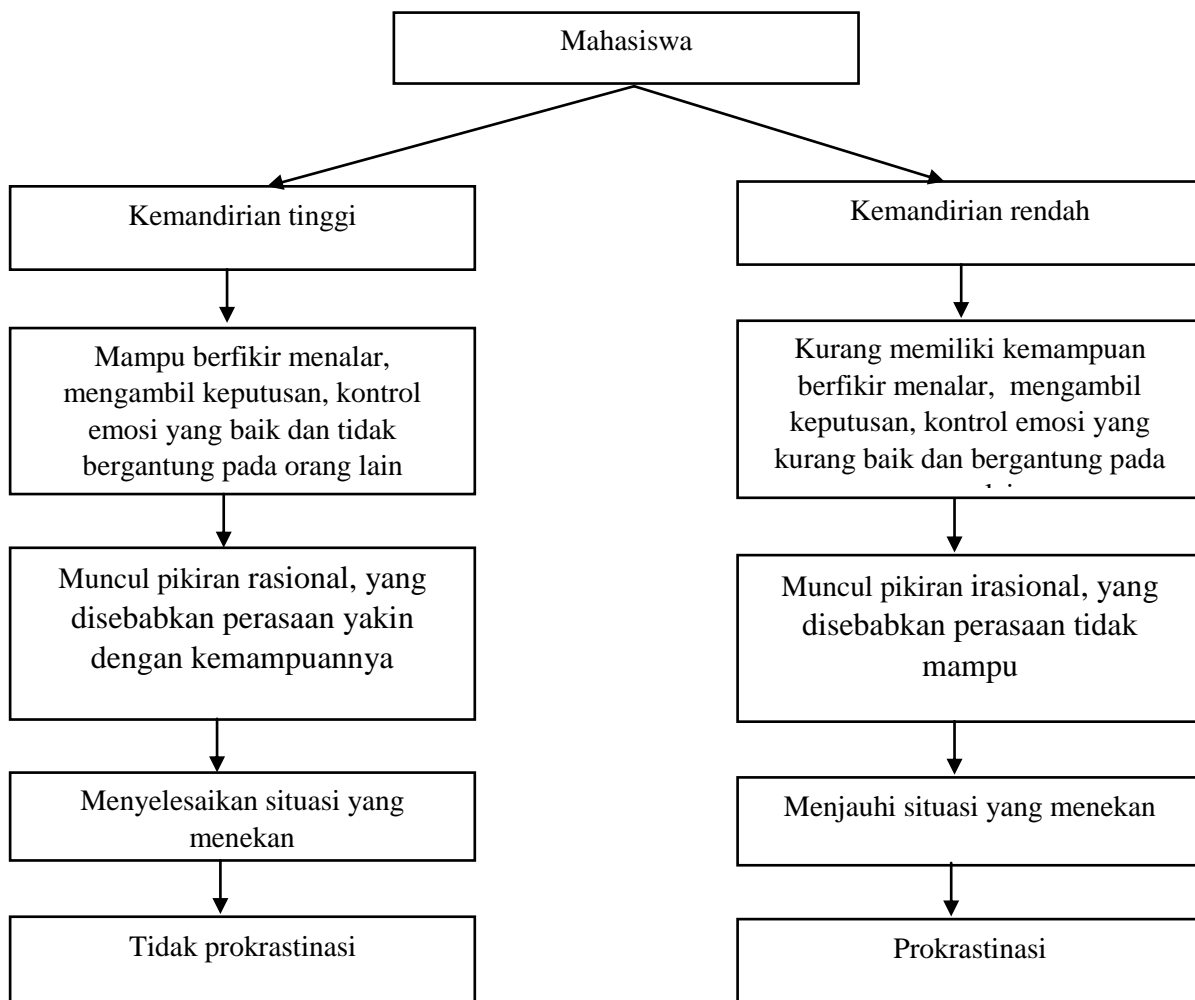 Mahasiswa
Kemandirian tinggi
Mampu berfikir menalar,
mengambil keputusan, kontrol
emosi yang baik dan tidak
bergantung pada orang lain
Muncul pikiran rasional, yang
disebabkan perasaan yakin
dengan kemampuannya
Menyelesaikan situasi yang
menekan
Tidak prokrastinasi
Kemandirian rendah
Kurang memiliki kemampuan
berfikir menalar,  mengambil
keputusan, kontrol emosi yang
kurang baik dan bergantung pada
Muncul pikiran irasional, yang
disebabkan perasaan tidak
mampu
Menjauhi situasi yang menekan
Prokrastinasi